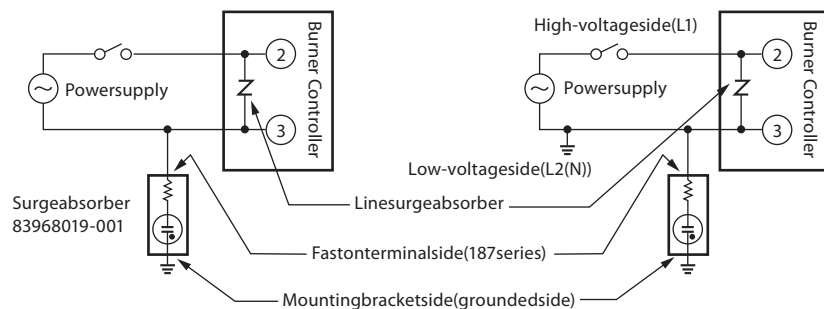 Burner Controller
2
Powersupply
3
Surgeabsorber
83968019-001
High-voltageside(L1)
Burner Controller
2
Powersupply
3
Low-voltageside(L2(N))
Linesurgeabsorber
Fastonterminalside(187series)
Mountingbracketside(groundedside)